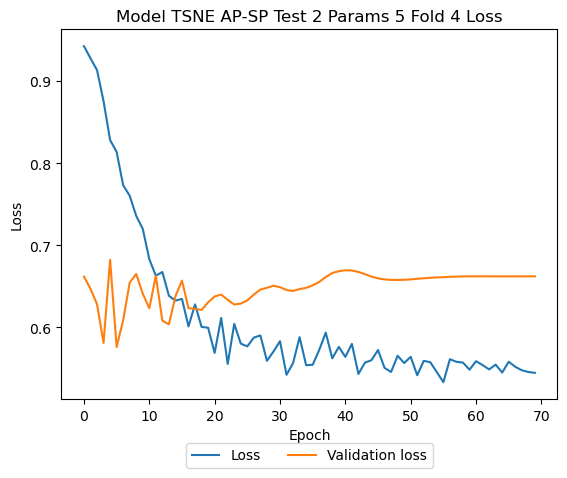 Model TSNE AP-SP Test 2 Params 5 Fold 4 Loss
0.9
0.8
0.7
0.6
Loss
0 10 20 30 40 50 60 70
Epoch
Loss Validation loss